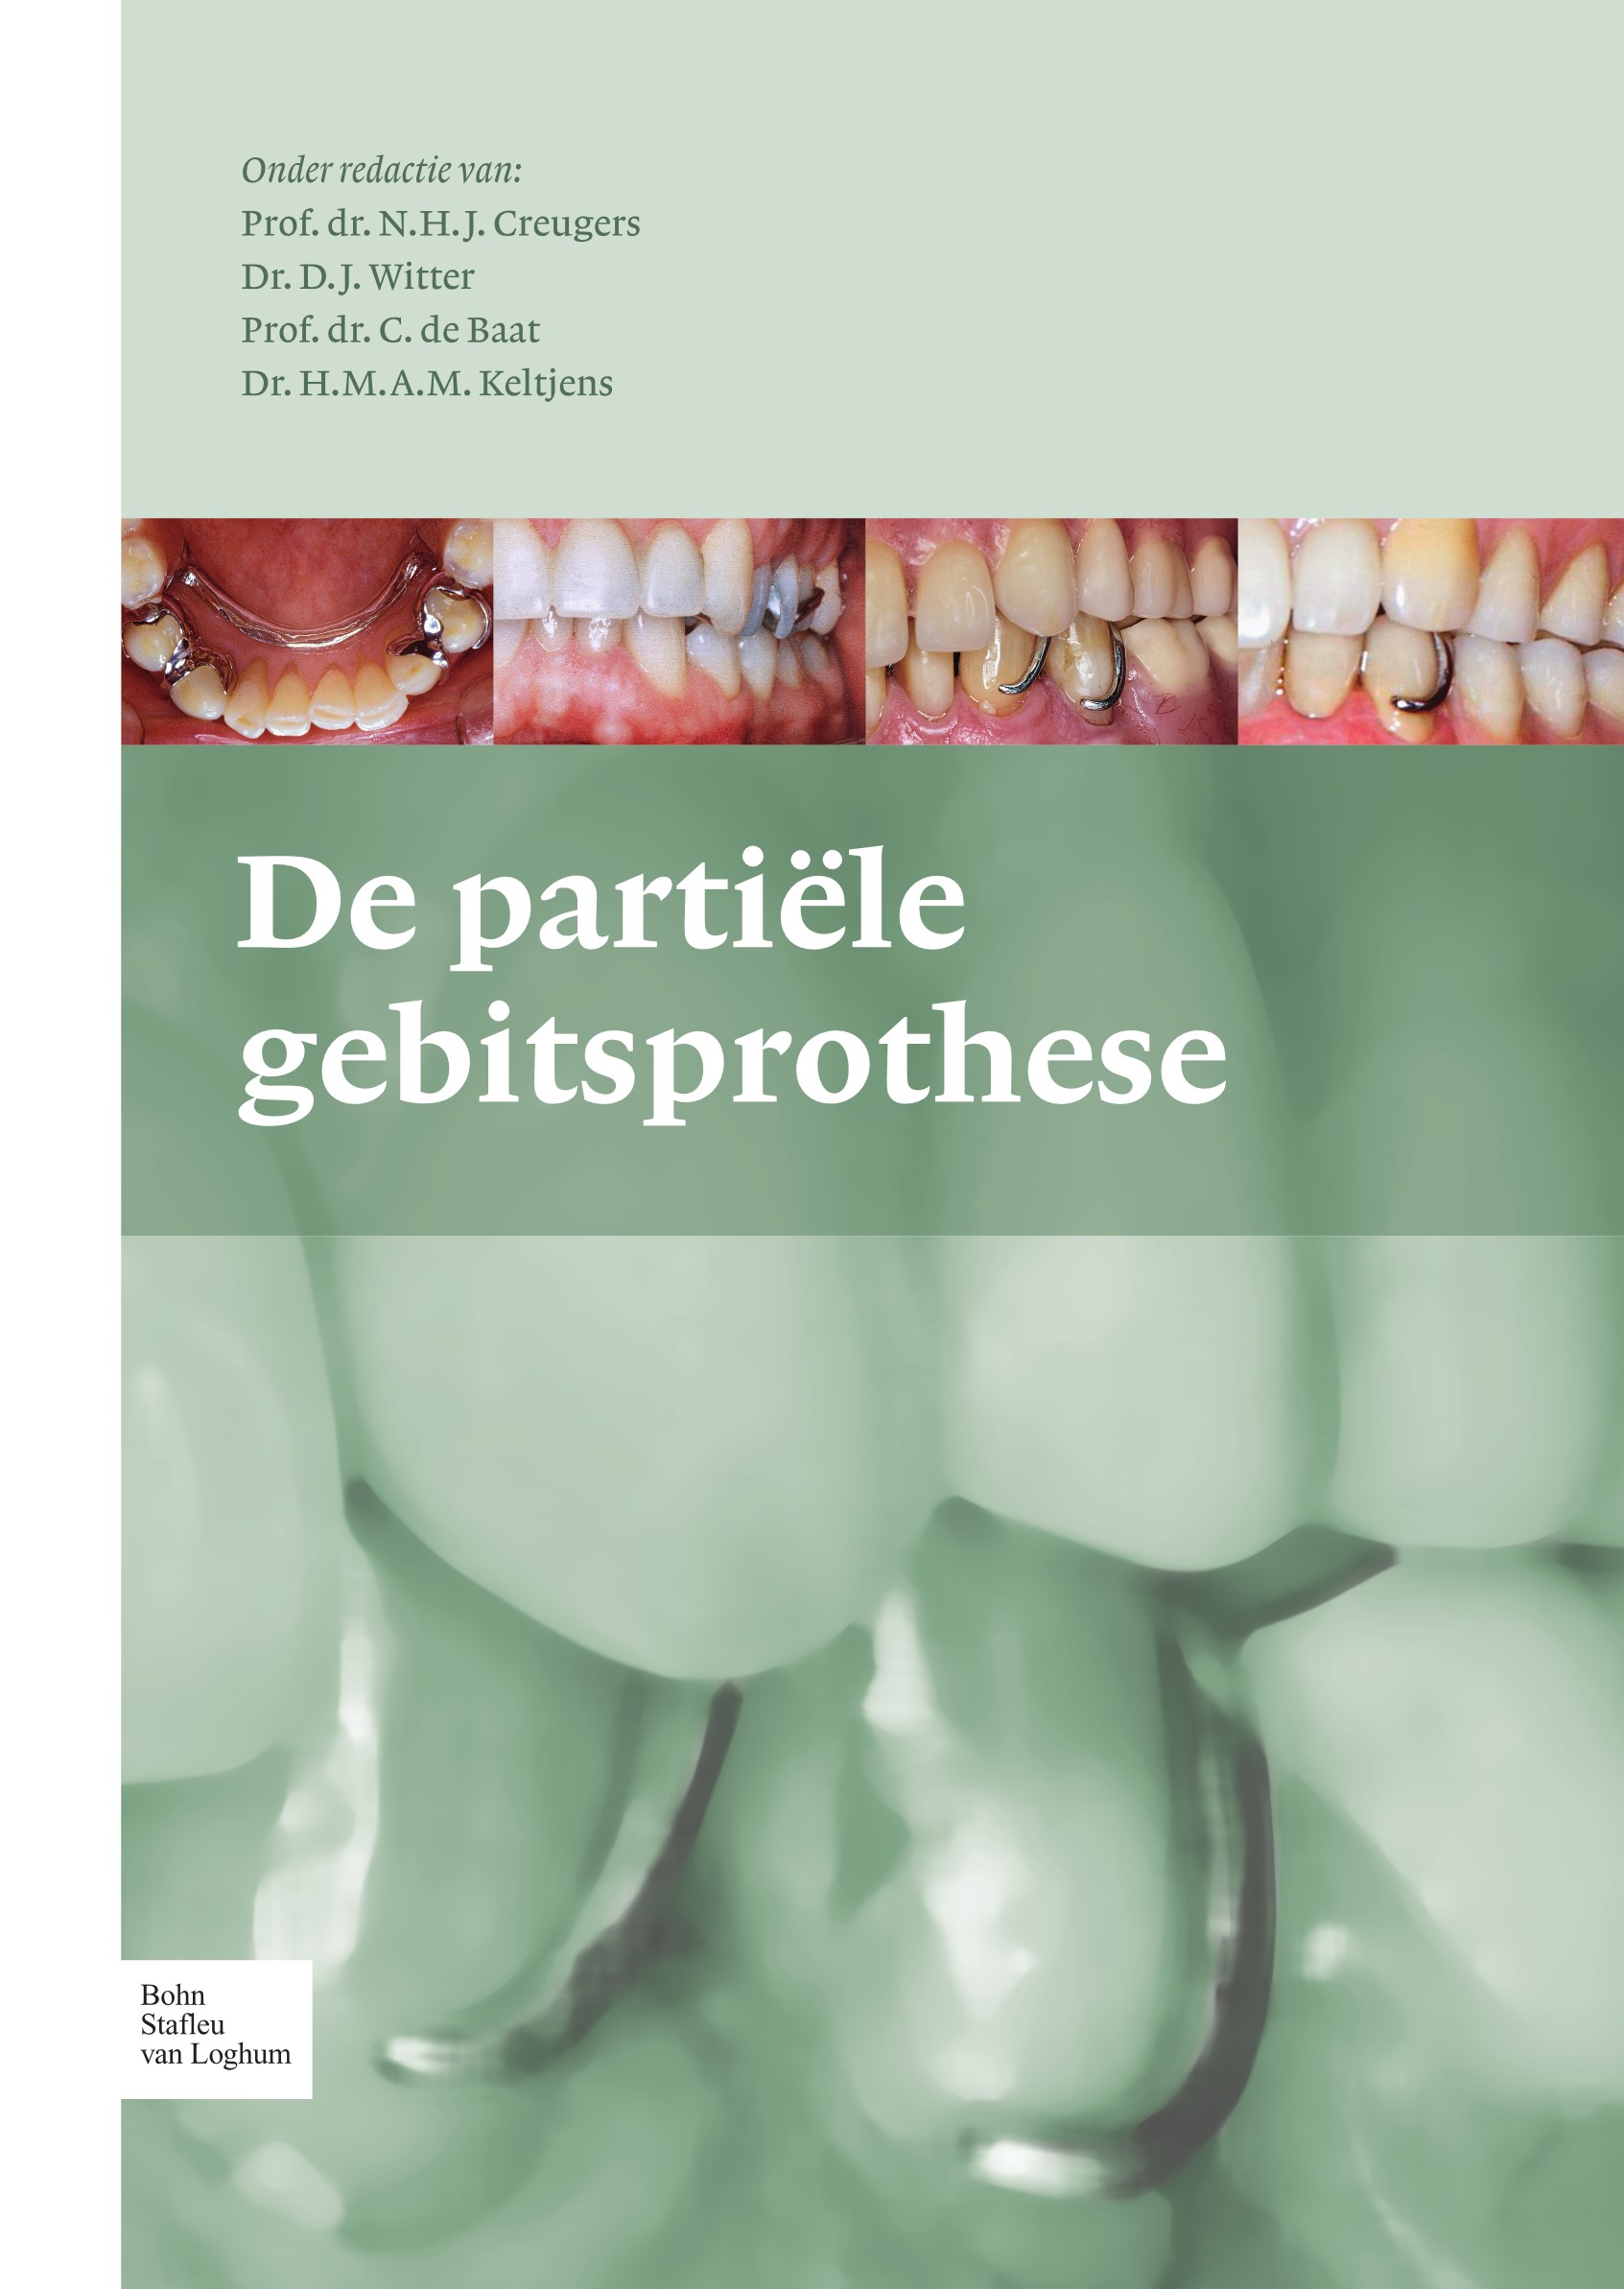 Onder redactie van:
Prof. dr. N.H.J. Creugers
Dr. D.J. Witter
Prof. dr. C. de Baat
Dr. H.M.A.M. Keltjens
De partiële
gebitsprothese
Bohn
Stafleu
van Loghum